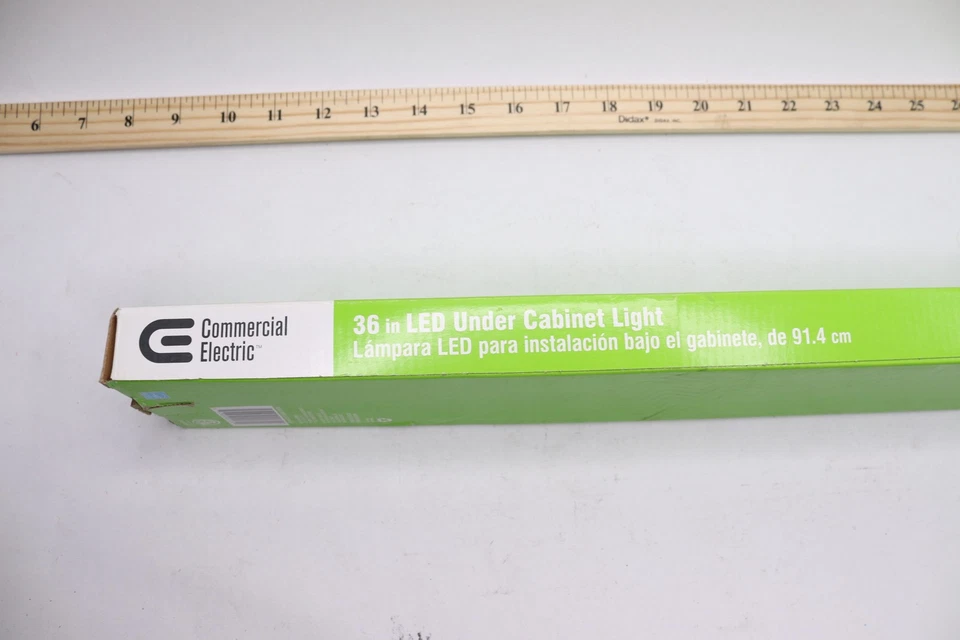 6 7 8 9 10 11 12 13 14 15 16 17 18 19 20 21 22 23 24 25
Dictax®
Commercial
Electric™
36 in LED Under Cabinet Light
Lámpara LED para instalación bajo el gabinete, de 91.4 cm